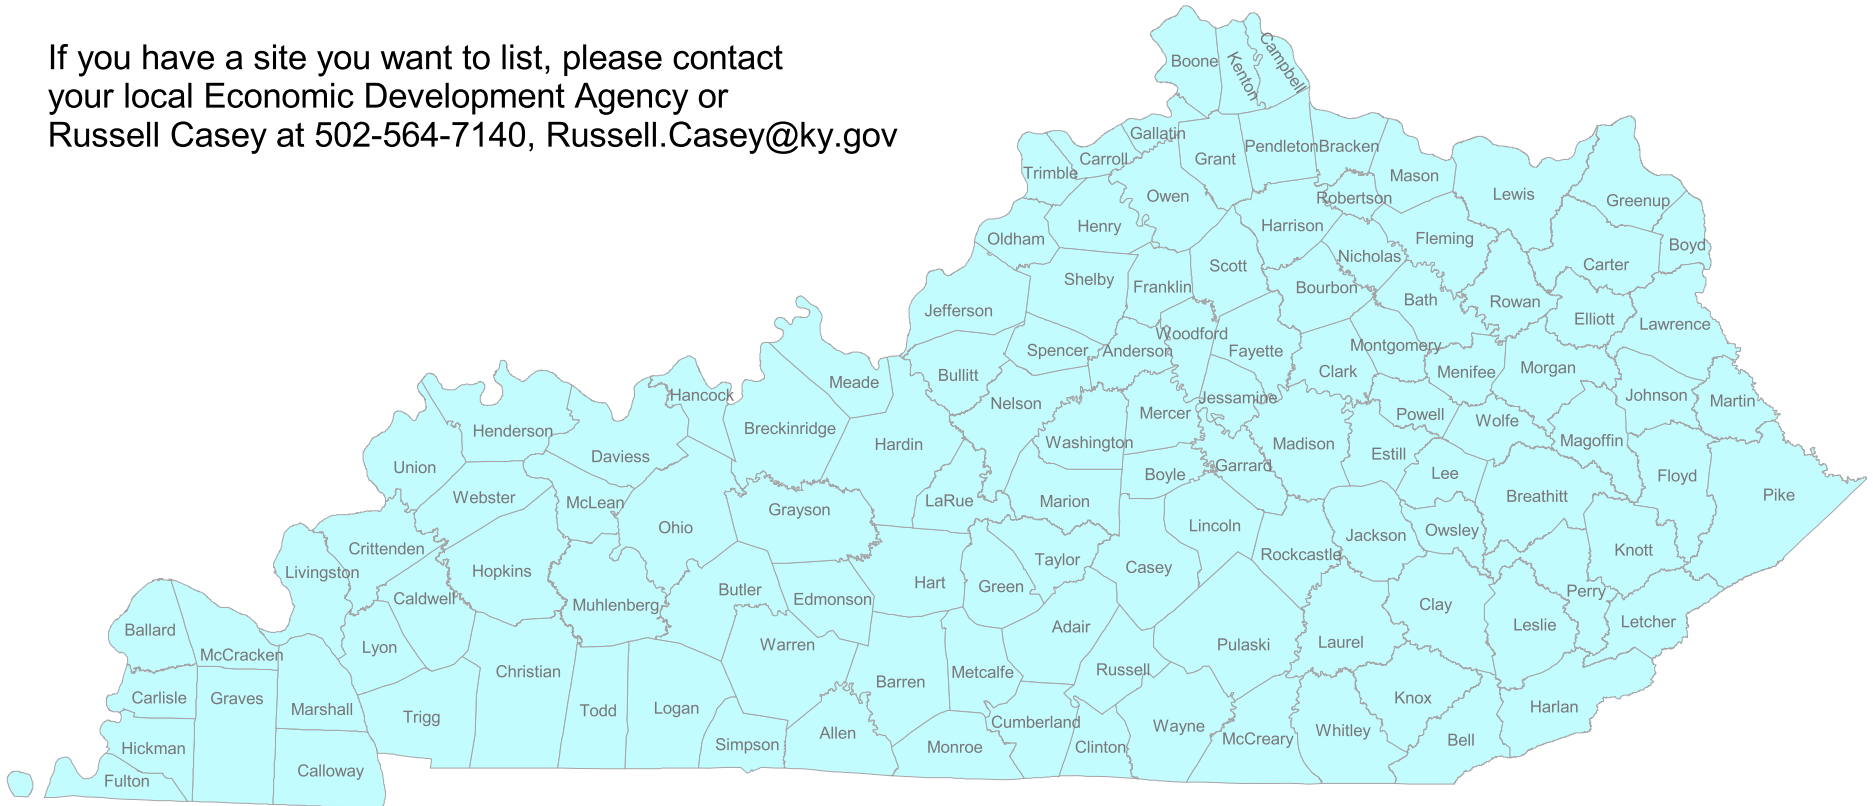 If you have a site you want to list, please contact
your local Economic Development Agency or
Russell Casey at 502-564-7140, Russell.Casey@ky.gov
Boone
Kenton
Campbell
Gallatin
Carroll
Trimble
Grant
Pendleton
Bracken
Mason
Lewis
Greenup
Owen
Robertson
Henry
Harrison
Oldham
Fleming
Boyd
Nicholas
Carter
Scott
Shelby
Franklin
Bourbon
Bath
Rowan
Jefferson
Elliott
Lawrence
Woodford
Spencer
Anderson
Fayette
Montgomery
Clark
Menifee
Morgan
Bullitt
Meade
Hancock
Nelson
Jessamine
Johnson
Martin
Mercer
Powell
Wolfe
Henderson
Breckinridge
Hardin
Washington
Madison
Magoffin
Daviess
Union
Estill
Boyle
Garrard
Lee
Floyd
Pike
Webster
McLean
LaRue
Marion
Breathitt
Grayson
Ohio
Lincoln
Jackson
Owsley
Crittenden
Rockcastle
Knott
Livingston
Hopkins
Taylor
Casey
Hart
Green
Butler
Edmonson
Caldwell
Muhlenberg
Perry
Clay
Ballard
Adair
Leslie
Letcher
Lyon
McCracken
Warren
Pulaski
Laurel
Christian
Metcalfe
Russell
Barren
Carlisle
Graves
Marshall
Trigg
Todd
Logan
Knox
Harlan
Cumberland
Wayne
Whitley
Hickman
Simpson
Allen
Monroe
Clinton
McCreary
Bell
Fulton
Calloway